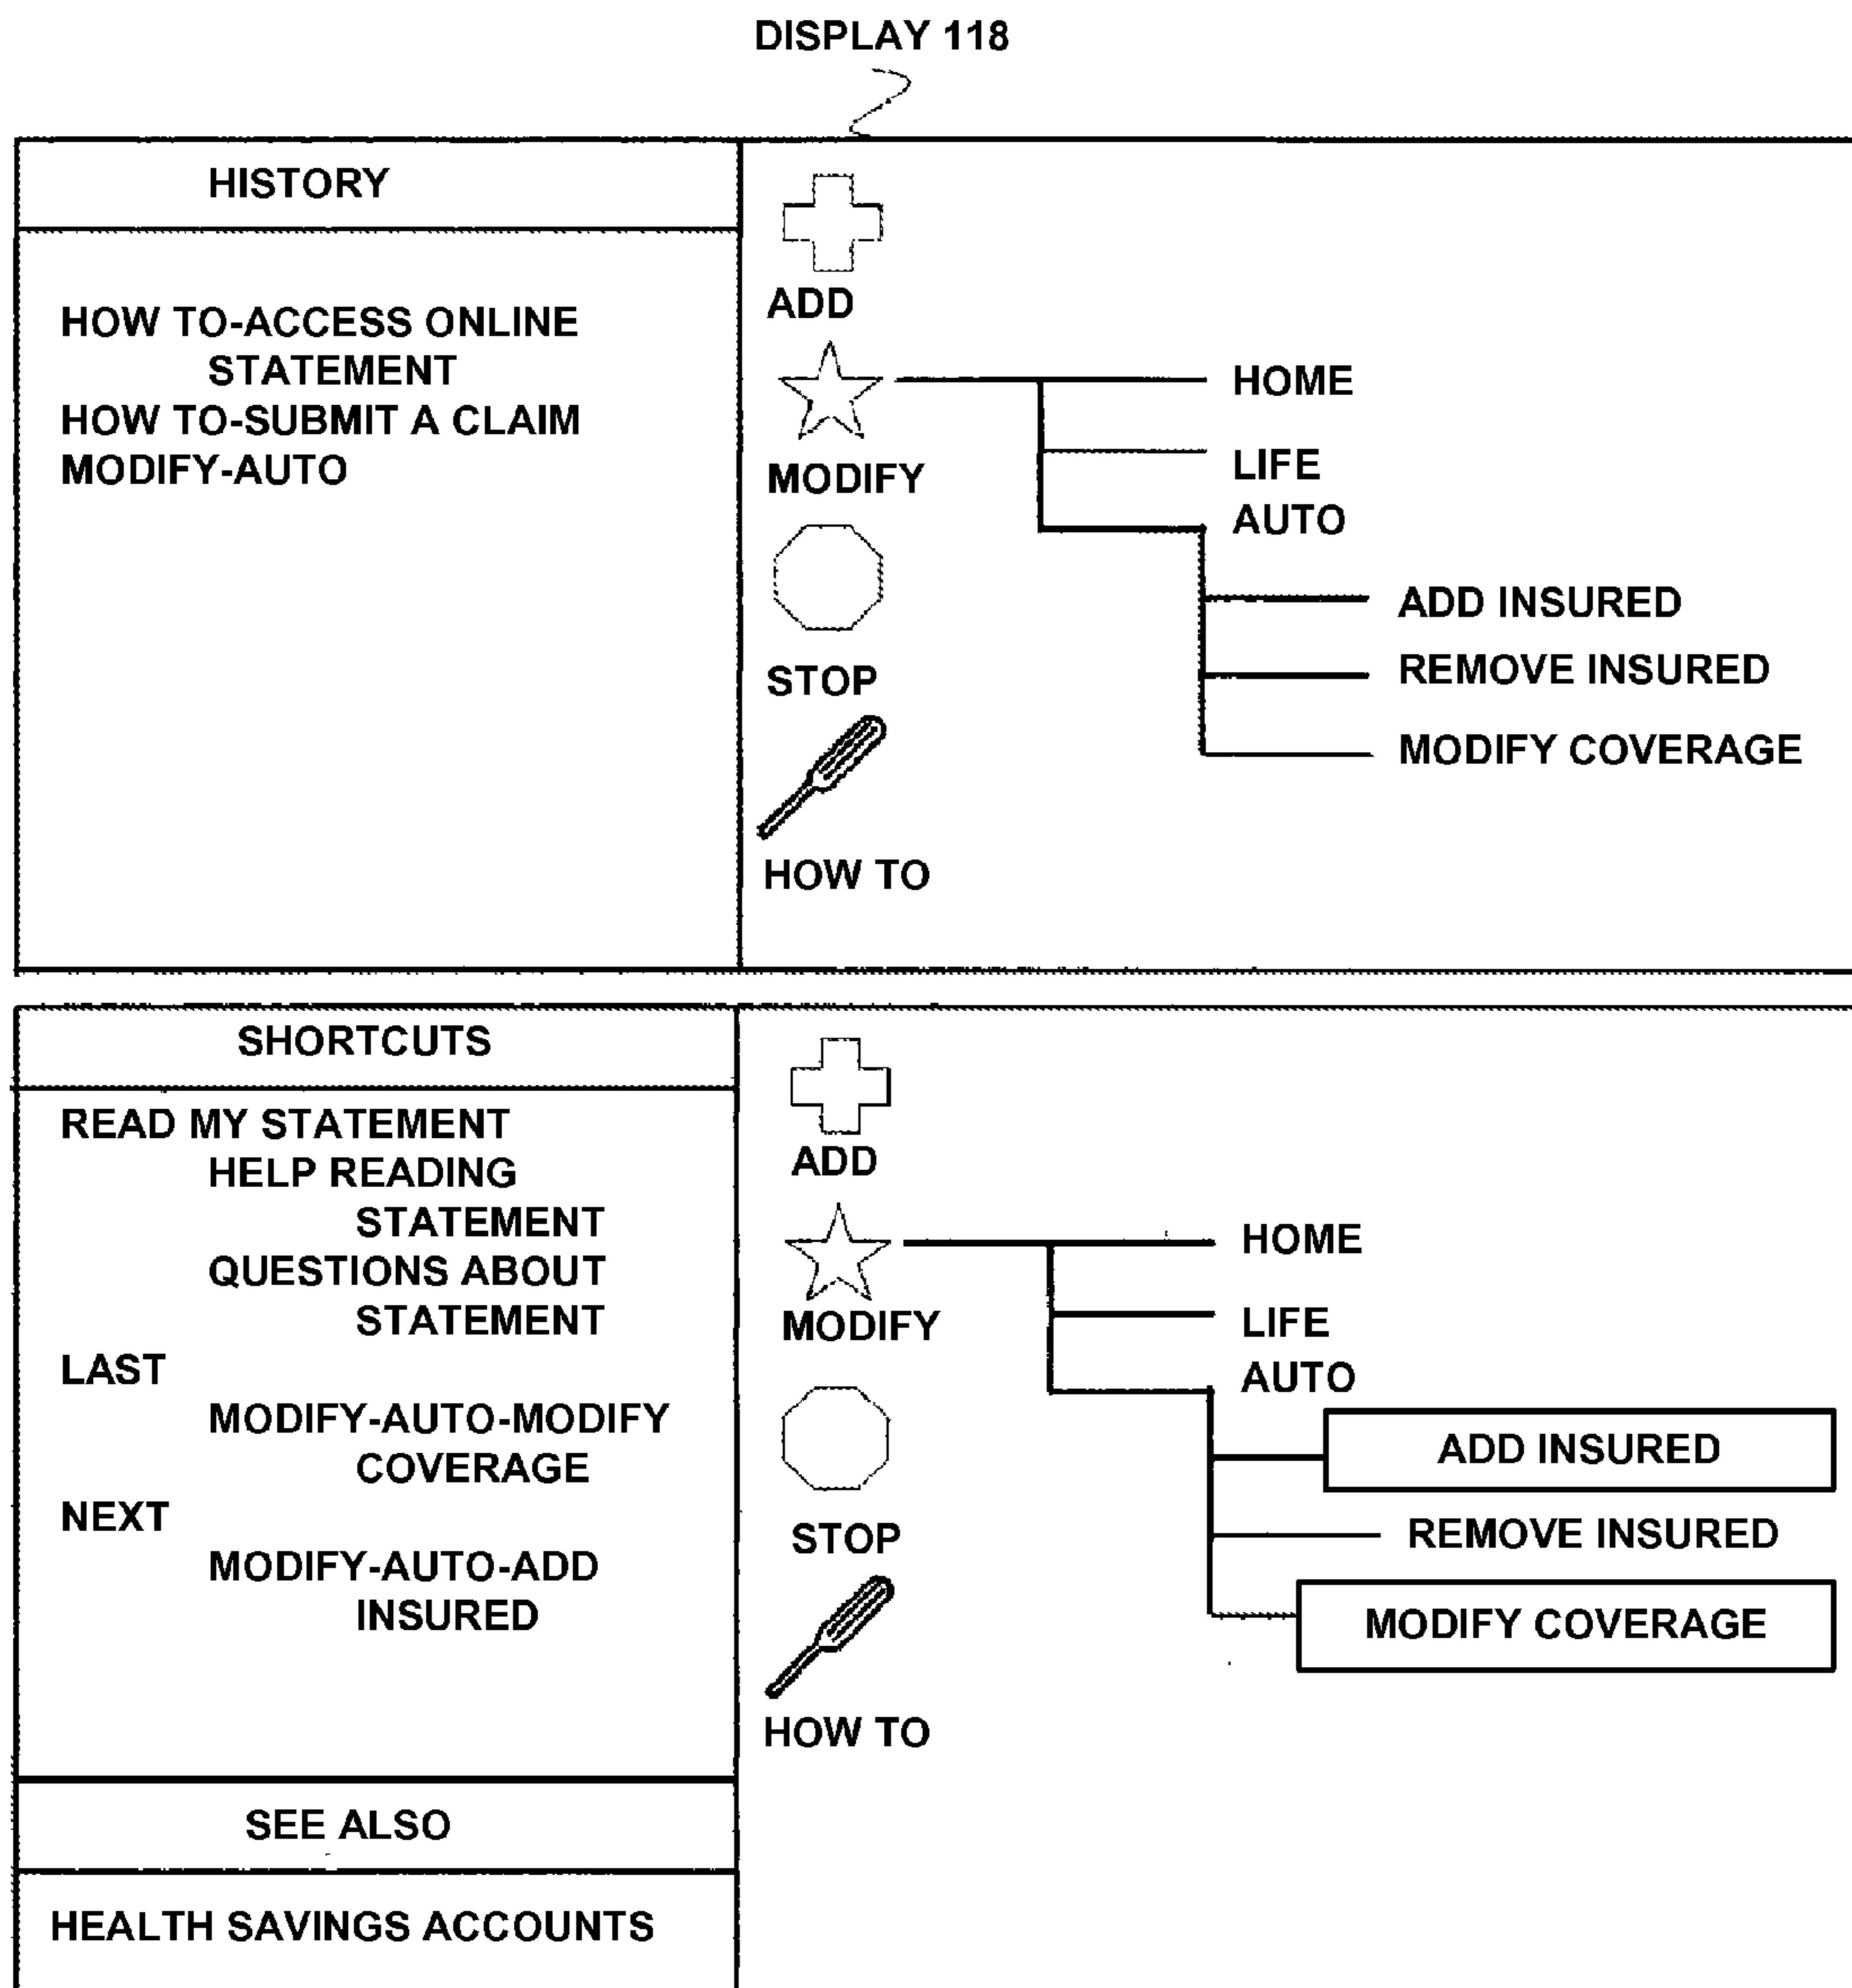 DISPLAY 118
HISTORY
HOW TO-ACCESS ONLINE
STATEMENT
HOW TO-SUBMIT A CLAIM
MODIFY-AUTO
ADD
MODIFY
STOP
HOW TO
HOME
LIFE
AUTO
ADD INSURED
REMOVE INSURED
MODIFY COVERAGE
SHORTCUTS
READ MY STATEMENT
HELP READING
STATEMENT
QUESTIONS ABOUT
STATEMENT
LAST
MODIFY-AUTO-MODIFY
COVERAGE
NEXT
MODIFY-AUTO-ADD
INSURED
SEE ALSO
HEALTH SAVINGS ACCOUNTS
ADD
MODIFY
STOP
HOW TO
HOME
LIFE
AUTO
ADD INSURED
REMOVE INSURED
MODIFY COVERAGE